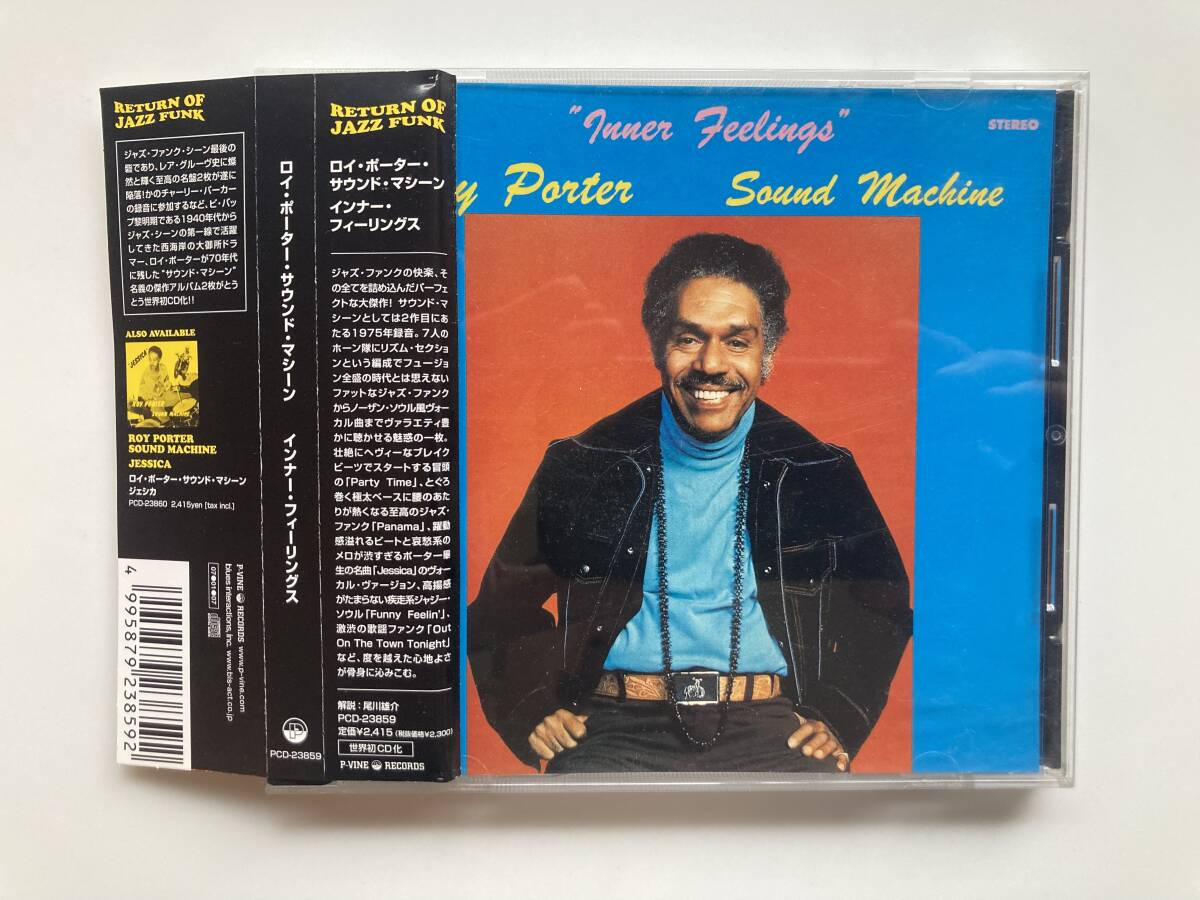 RETURN OF
JAZZ FUNK
ジャズ・ファンク・シーン最後の
砦であり、レア・グルーヴ史に燦
然と輝く至高の名盤2枚が遂に
陥落!かのチャーリー・パーカー
の録音に参加するなど、ビ・バッ
プ黎明期である1940年代から
ジャズ・シーンの第一線で活躍
してきた西海岸の大御所ドラ
マー、ロイ・ポーターが70年代
に残した“サウンド・マシーン”
名義の傑作アルバム2枚がとう
とう世界初CD化!!
ALSO AVAILABLE
"JESSICA"
ROY PORTER
SOUND MACHINE
ROY PORTER
SOUND MACHINE
JESSICA
ロイ・ポーター・サウンド・マシーン
ジェシカ
PCD-23860 2,415yen [tax incl.]
4 995879 238592
07●01●07
P-VINE RECORDS www.p-vine.com
blues interactions, inc. www.bls-act.co.jp
ロイ・ポーター・サウンド・マシーン インナー・フィーリングス
P
PCD-23859
RETURN OF
JAZZ FUNK
ロイ・ポーター・
サウンド・マシーン
インナー・
フィーリングス
ジャズ・ファンクの快楽、そ
の全てを詰め込んだパーフェ
クトな大傑作! サウンド・マ
シーンとしては2作目にあ
たる1975年録音。7人の
ホーン隊にリズム・セクショ
ンという編成でフュージョ
ン全盛の時代とは思えない
ファットなジャズ・ファンク
からノーザン・ソウル風ヴォー
カル曲までヴァラエティ豊
かに聴かせる魅惑の一枚。
壮絶にヘヴィーなブレイク
ビーツでスタートする冒頭
の「Party Time」、とぐろ
巻く極太ベースに腰のあた
りが熱くなる至高のジャズ・
ファンク「Panama」、躍動
感溢れるビートと哀愁系の
メロが渋すぎるポーター畢
生の名曲「Jessica」のヴォー
カル・ヴァージョン、高揚感
がたまらない疾走系ジャジー・
ソウル「Funny Feelin'」、
激渋の歌謡ファンク「Out
On The Town Tonight」
など、度を越えた心地よさ
が骨身に沁みこむ。
解説:尾川雄介
PCD-23859
定価¥2,415(税抜価格¥2,300)
世界初CD化
P-VINE RECORDS
"Inner Feelings"
STEREO
y Porter Sound Machine